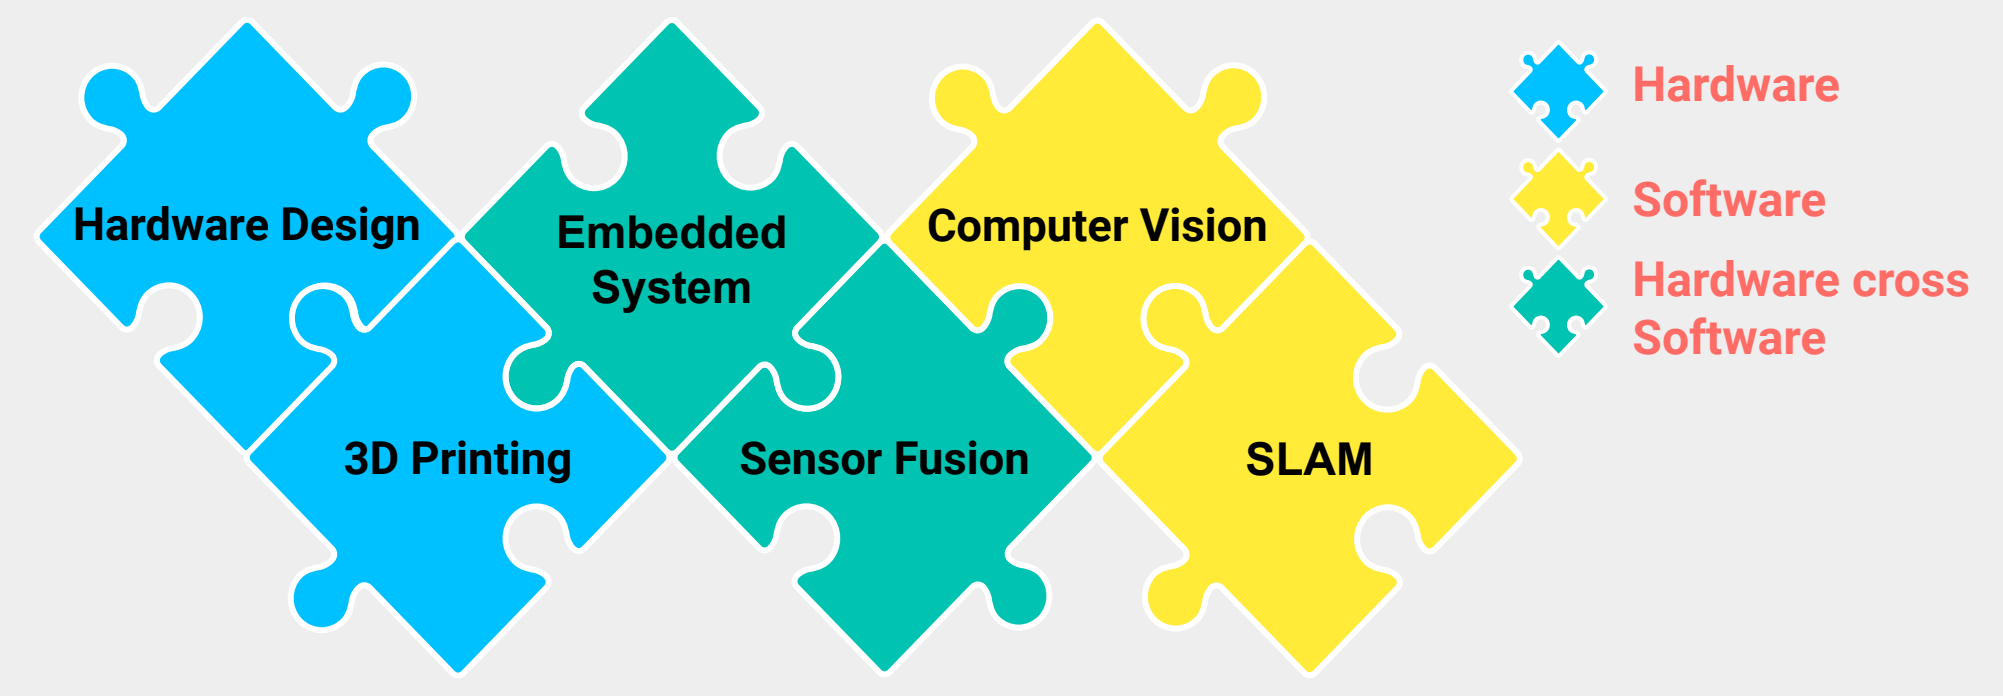 Hardware Design
Embedded
System
Computer Vision
3D Printing
Sensor Fusion
SLAM
Hardware
Software
Hardware cross
Software